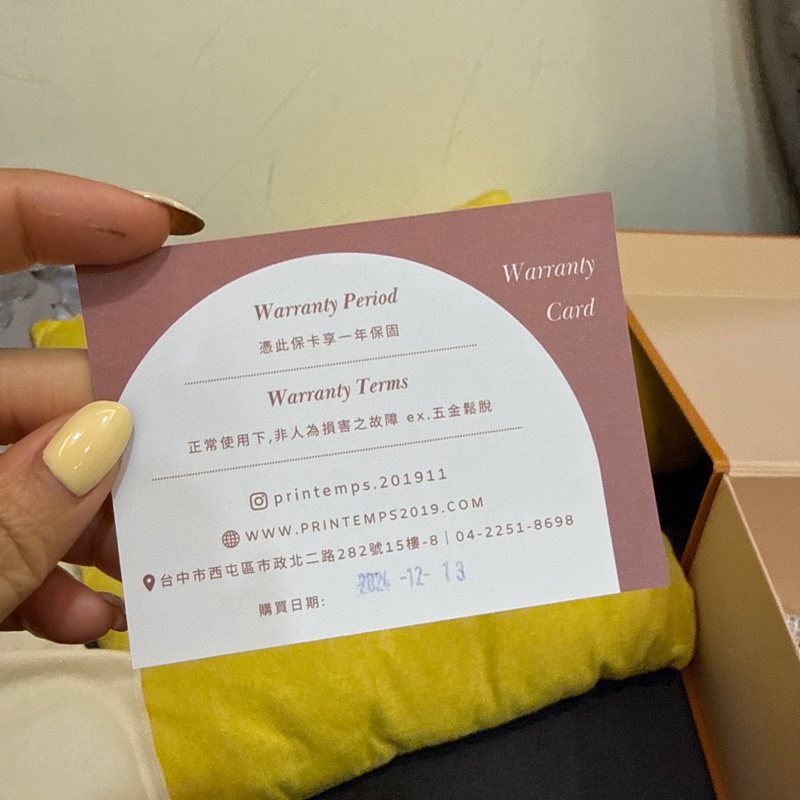 Warranty
Card
Warranty Period
憑此保卡享一年保固
Warranty Terms
正常使用下,非人為損害之故障 ex.五金鬆脫
printemps.201911
WWW.PRINTEMPS2019.COM
台中市西屯區市政北二路282號15樓-8 | 04-2251-8698
購買日期: 2024 -12- 13